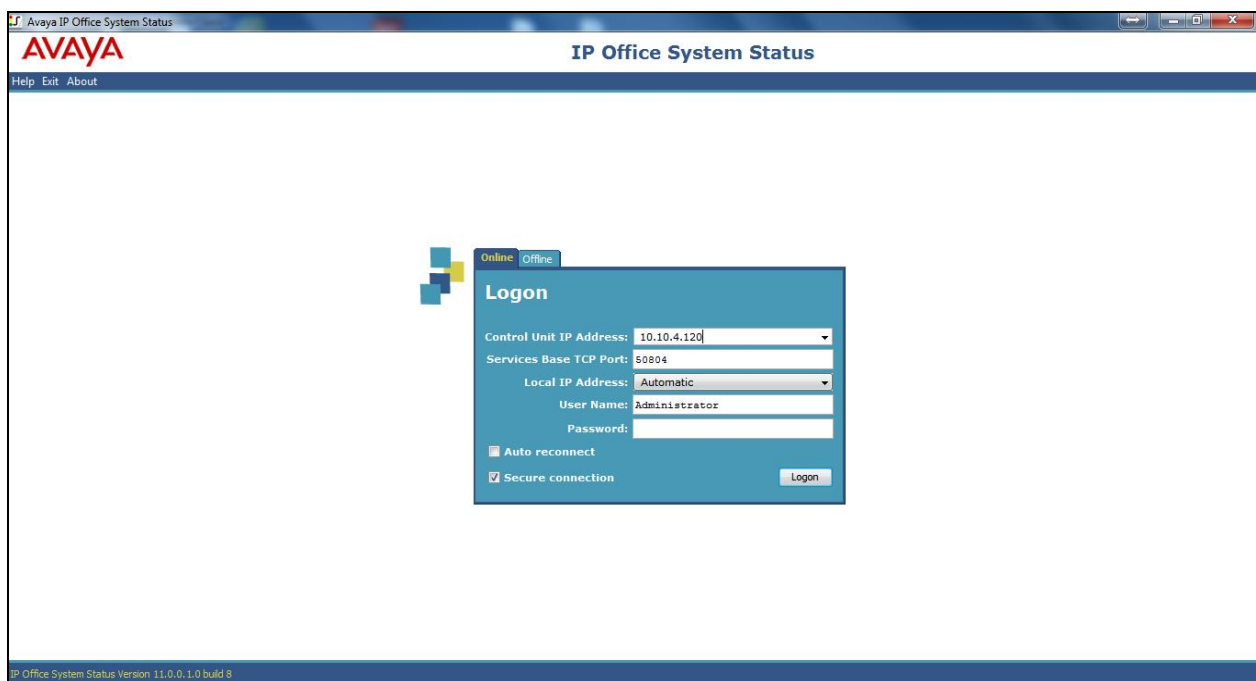 Avaya IP Office System Status
AVAYA
IP Office System Status
Help Exit About
Online Offline
Logon
Control Unit IP Address: 10.10.4.120
Services Base TCP Port: 50804
Local IP Address: Automatic
User Name: Administrator
Password:
Auto reconnect
Secure connection
Logon
IP Office System Status Version 11.0.0.1.0 build 8